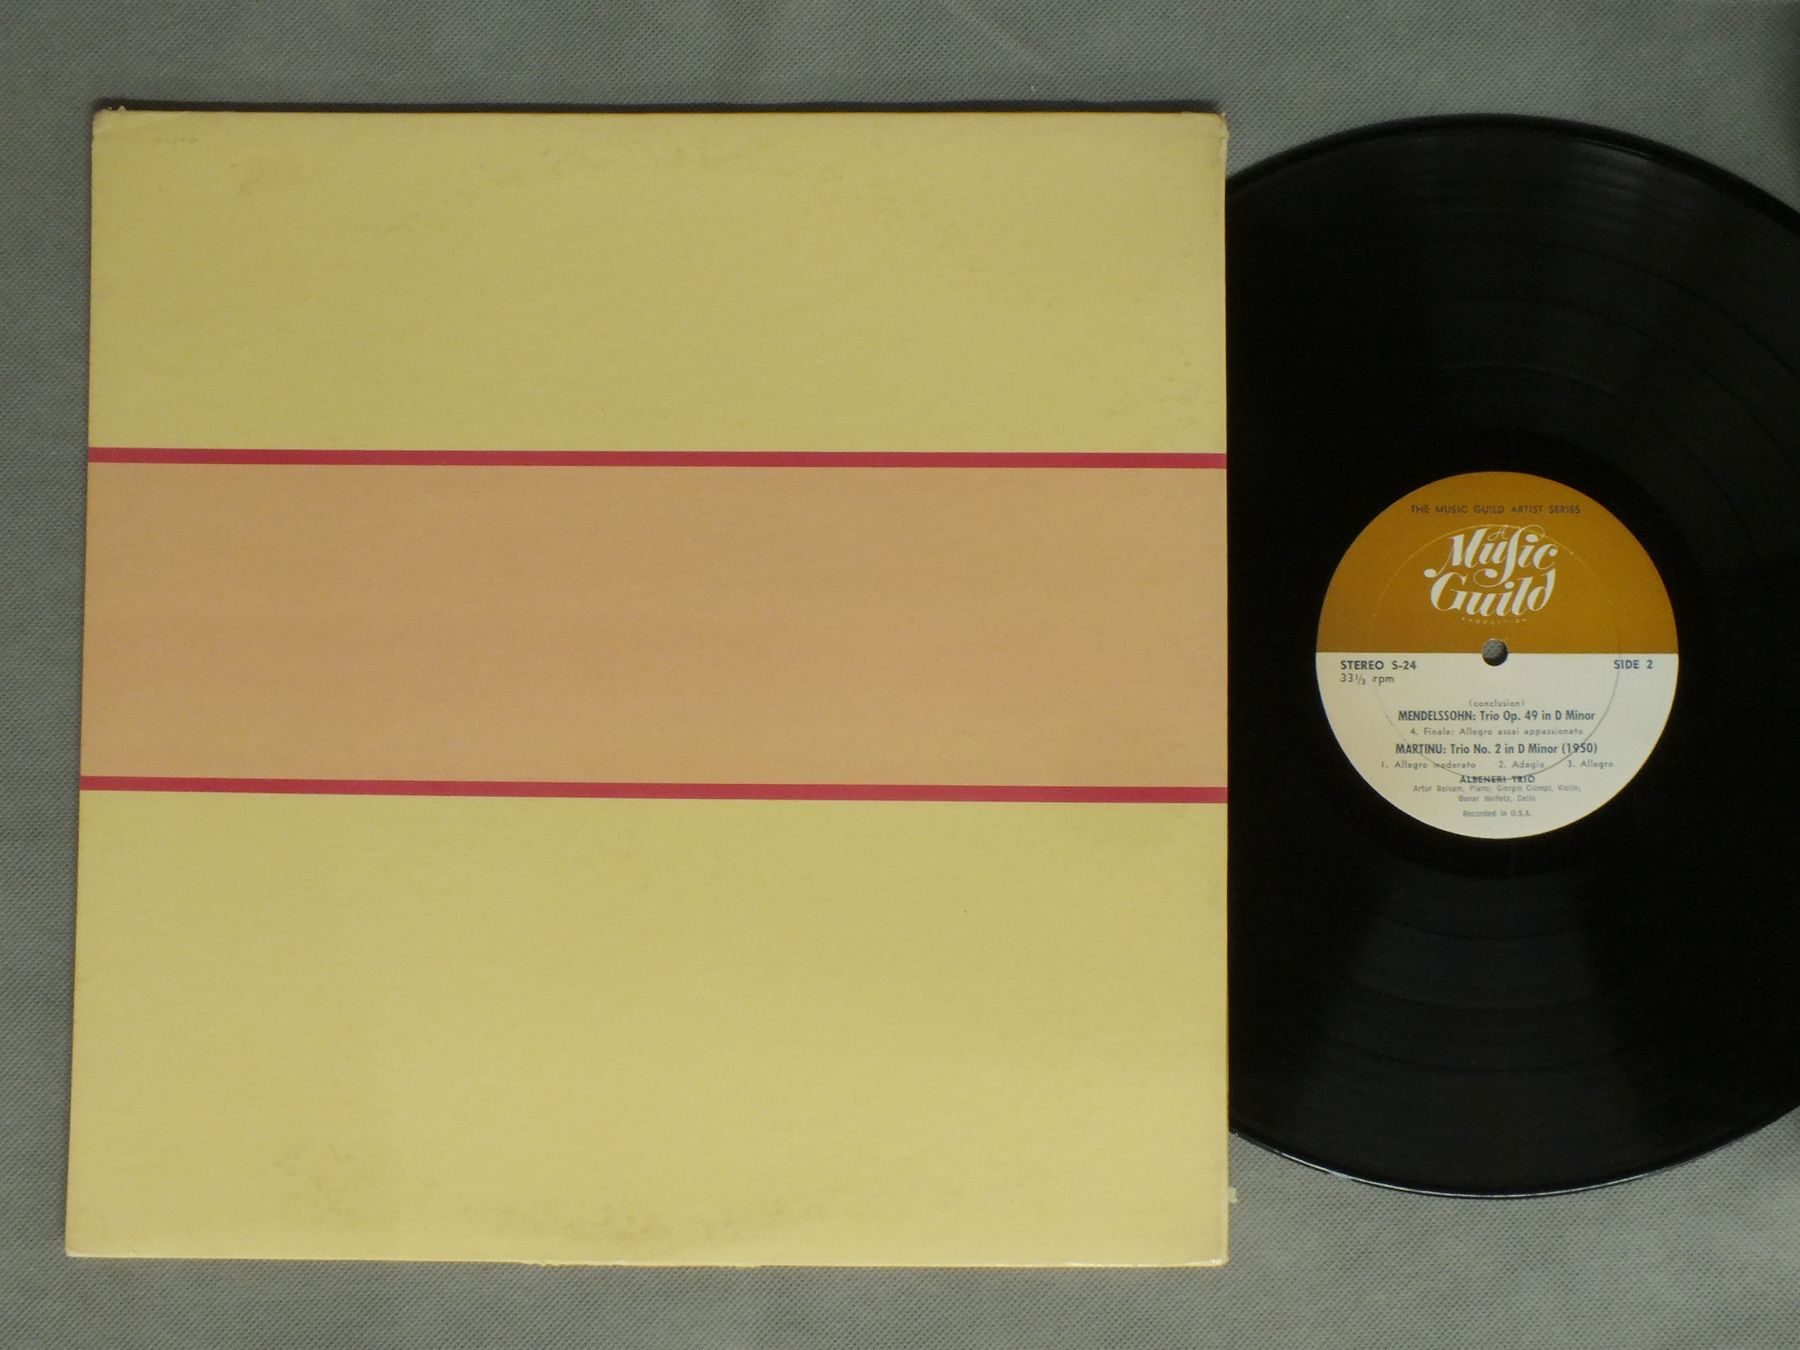 THE MUSIC GUILD ARTIST SERIES
A
Music
Guild
PRODUCTION
STEREO S-24
SIDE 2
33 1/3 rpm
(conclusion)
MENDELSSOHN: Trio Op. 49 in D Minor
4. Finale: Allegro assai appassionato
MARTINU: Trio No. 2 in D Minor (1950)
1. Allegro moderato 2. Adagio 3. Allegro
ALBENERI TRIO
Artur Balsam, Piano; Giorgio Ciompi, Violin;
Benar Heifetz, Cello
Recorded in U.S.A.